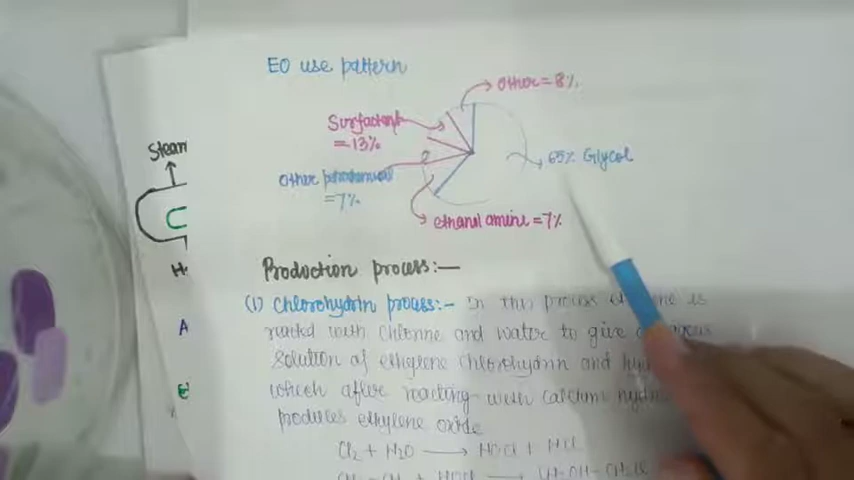 EO use pattern
Other = 8%
Surfactant
= 13%
65% Glycol
Other
= 7%
ethanol amine = 7%
Steam
Production process:—
(1) Chlorohydrin process:- In this process is
with chlorine and water to give
solution of ethylene chlorohydrin and
which after reacting with calcium
produces ethylene oxide
Cl2 + H2O → HOCl + HCl